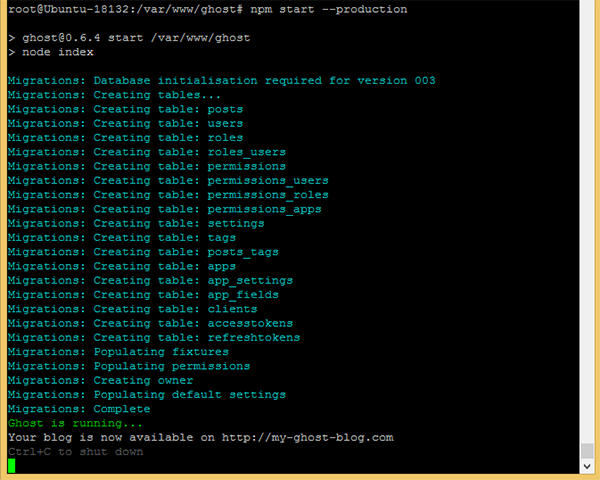 root@Ubuntu-18132:/var/www/ghost# npm start --production
> ghost@0.6.4 start /var/www/ghost
> node index
Migrations: Database initialisation required for version 003
Migrations: Creating tables...
Migrations: Creating table: posts
Migrations: Creating table: users
Migrations: Creating table: roles
Migrations: Creating table: roles_users
Migrations: Creating table: permissions
Migrations: Creating table: permissions_users
Migrations: Creating table: permissions_roles
Migrations: Creating table: permissions_apps
Migrations: Creating table: settings
Migrations: Creating table: tags
Migrations: Creating table: posts_tags
Migrations: Creating table: apps
Migrations: Creating table: app_settings
Migrations: Creating table: app_fields
Migrations: Creating table: clients
Migrations: Creating table: accesstokens
Migrations: Creating table: refreshtokens
Migrations: Populating fixtures
Migrations: Populating permissions
Migrations: Creating owner
Migrations: Populating default settings
Migrations: Complete
Ghost is running...
Your blog is now available on http://my-ghost-blog.com
Ctrl+C to shut down